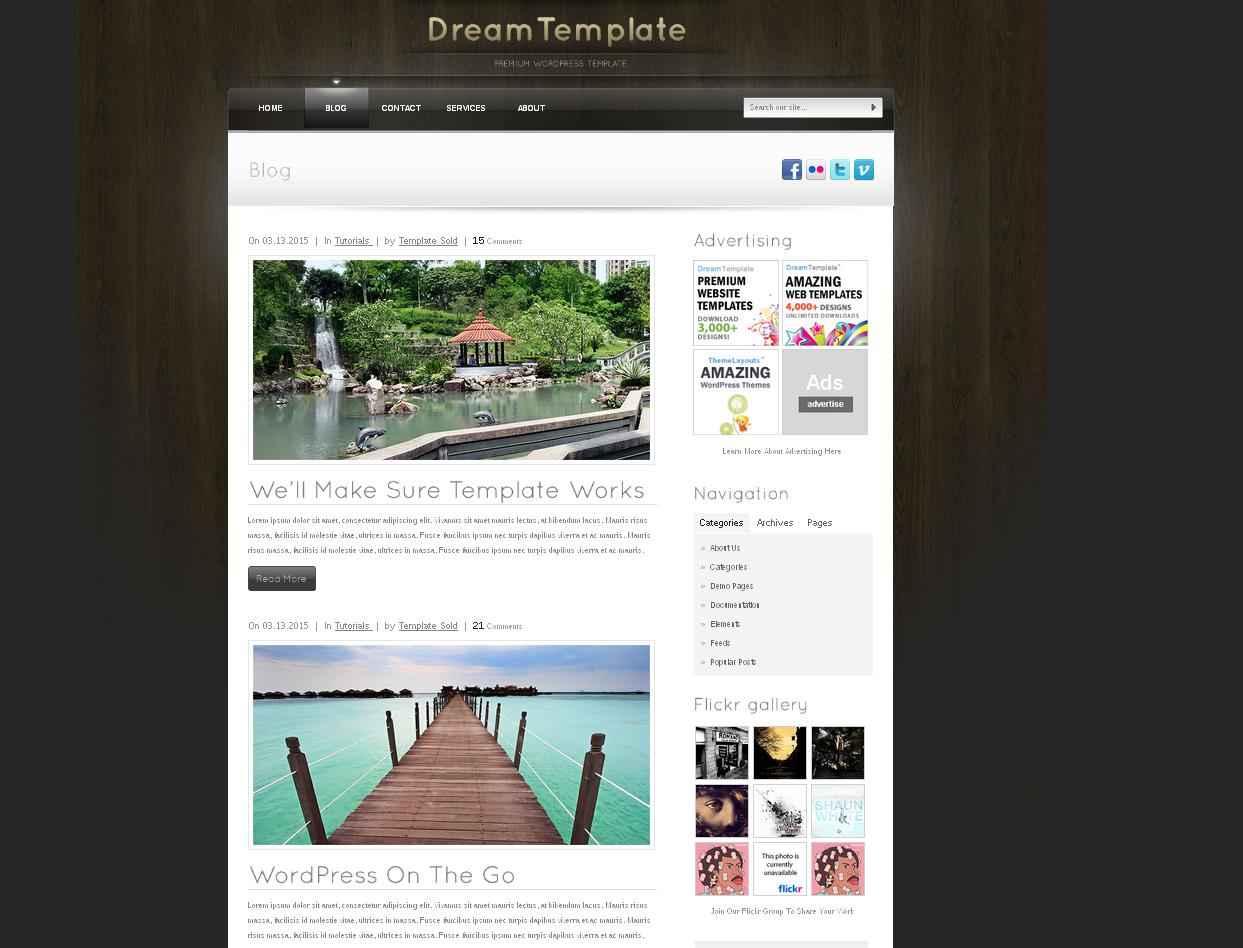 DreamTemplate
PREMIUM WORDPRESS TEMPLATE
HOME
BLOG
CONTACT
SERVICES
ABOUT
Search our site...
Blog
On 03.13.2015 | In Tutorials | by Template Sold | 15 Comments
We'll Make Sure Template Works
Lorem ipsum dolor sit amet, consectetur adipiscing elit. Vivamus sit amet mauris lectus, at bibendum lacus. Mauris risus
massa, facilisis id molestie vitae, ultrices in massa. Fusce faucibus ipsum nec turpis dapibus viverra et ac mauris. Mauris
risus massa, facilisis id molestie vitae, ultrices in massa. Fusce faucibus ipsum nec turpis dapibus viverra et ac mauris.
Read More
On 03.13.2015 | In Tutorials | by Template Sold | 21 Comments
WordPress On The Go
Lorem ipsum dolor sit amet, consectetur adipiscing elit. Vivamus sit amet mauris lectus, at bibendum lacus. Mauris risus
massa, facilisis id molestie vitae, ultrices in massa. Fusce faucibus ipsum nec turpis dapibus viverra et ac mauris. Mauris
risus massa, facilisis id molestie vitae, ultrices in massa. Fusce faucibus ipsum nec turpis dapibus viverra et ac mauris.
Advertising
DreamTemplate
PREMIUM
WEBSITE
TEMPLATES
DOWNLOAD
3,000+
DESIGNS!
DreamTemplate™
AMAZING
WEB TEMPLATES
4,000+ DESIGNS
UNLIMITED DOWNLOADS
ThemeLayouts™
AMAZING
WordPress Themes
Ads
advertise
Learn More About Advertising Here
Navigation
Categories
Archives
Pages
» About Us
» Categories
» Demo Pages
» Documentation
» Elements
» Feeds
» Popular Posts
Flickr gallery
SHAUN
WHITE
This photo is
currently
unavailable
flickr
Join Our Flickr Group To Share Your Work